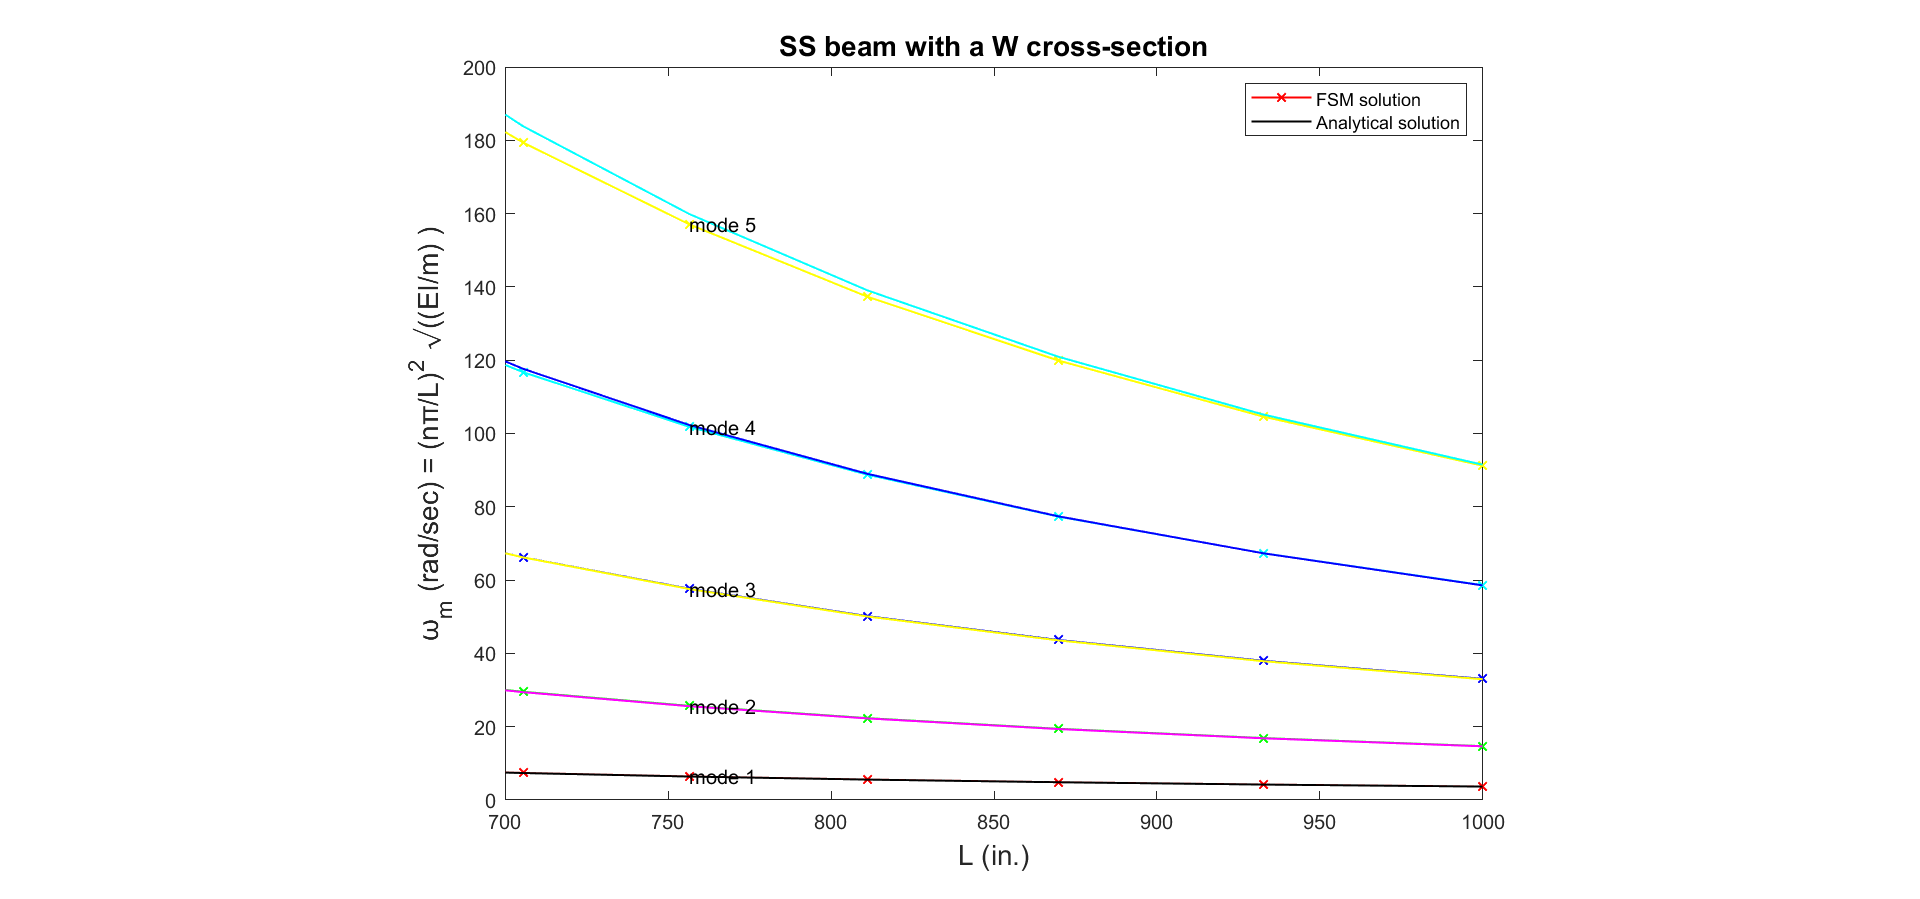 SS beam with a W cross-section
200
180
160
140
120
100
80
60
40
20
0
ω_m (rad/sec) = (nπ/L)² √((EI/m) )
FSM solution
Analytical solution
mode 5
mode 4
mode 3
mode 2
mode 1
700
750
800
850
900
950
1000
L (in.)